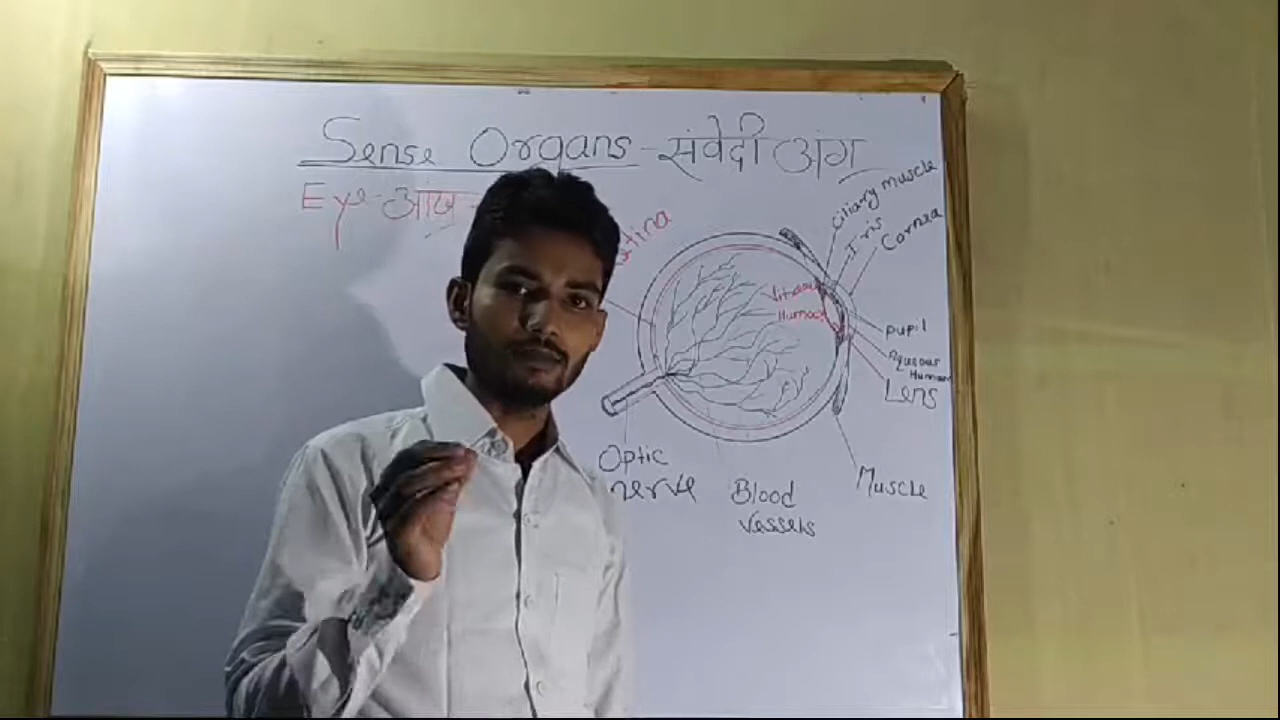 Sense Organs - संवेदी अंग
Eye - आंख -
Ciliary muscle
Iris
Cornea
Vitreous
Humour
pupil
Aqueous
Humour
Lens
Optic
nerve
Blood
vessels
Muscle